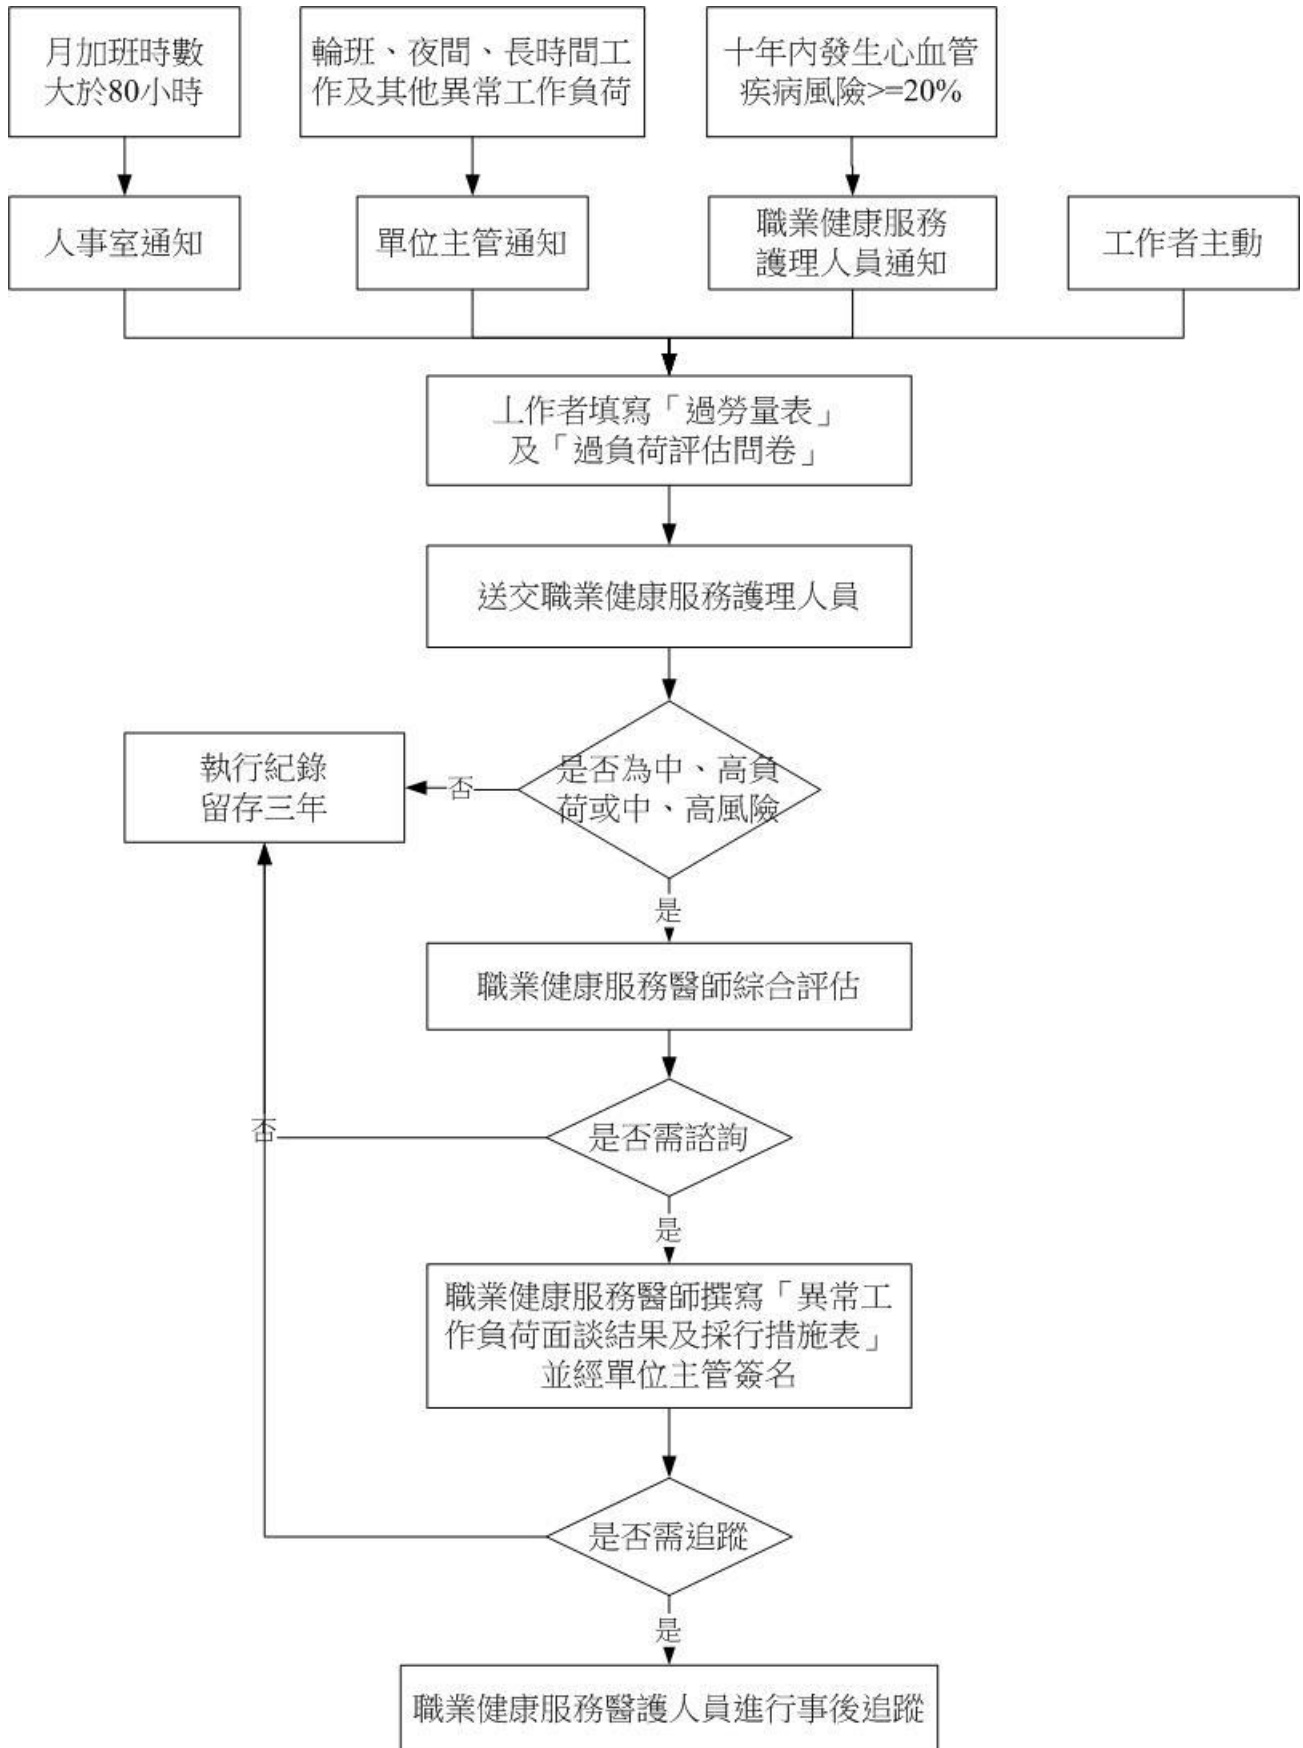 月加班時數
大於80小時
輪班、夜間、長時間工
作及其他異常工作負荷
十年內發生心血管
疾病風險>=20%
人事室通知
單位主管通知
職業健康服務
護理人員通知
工作者主動
工作者填寫「過勞量表」
及「過負荷評估問卷」
送交職業健康服務護理人員
是否為中、高負
荷或中、高風險
否
執行紀錄
留存三年
是
職業健康服務醫師綜合評估
是否需諮詢
否
是
職業健康服務醫師撰寫「異常工
作負荷面談結果及採行措施表」
並經單位主管簽名
是否需追蹤
是
職業健康服務醫護人員進行事後追蹤